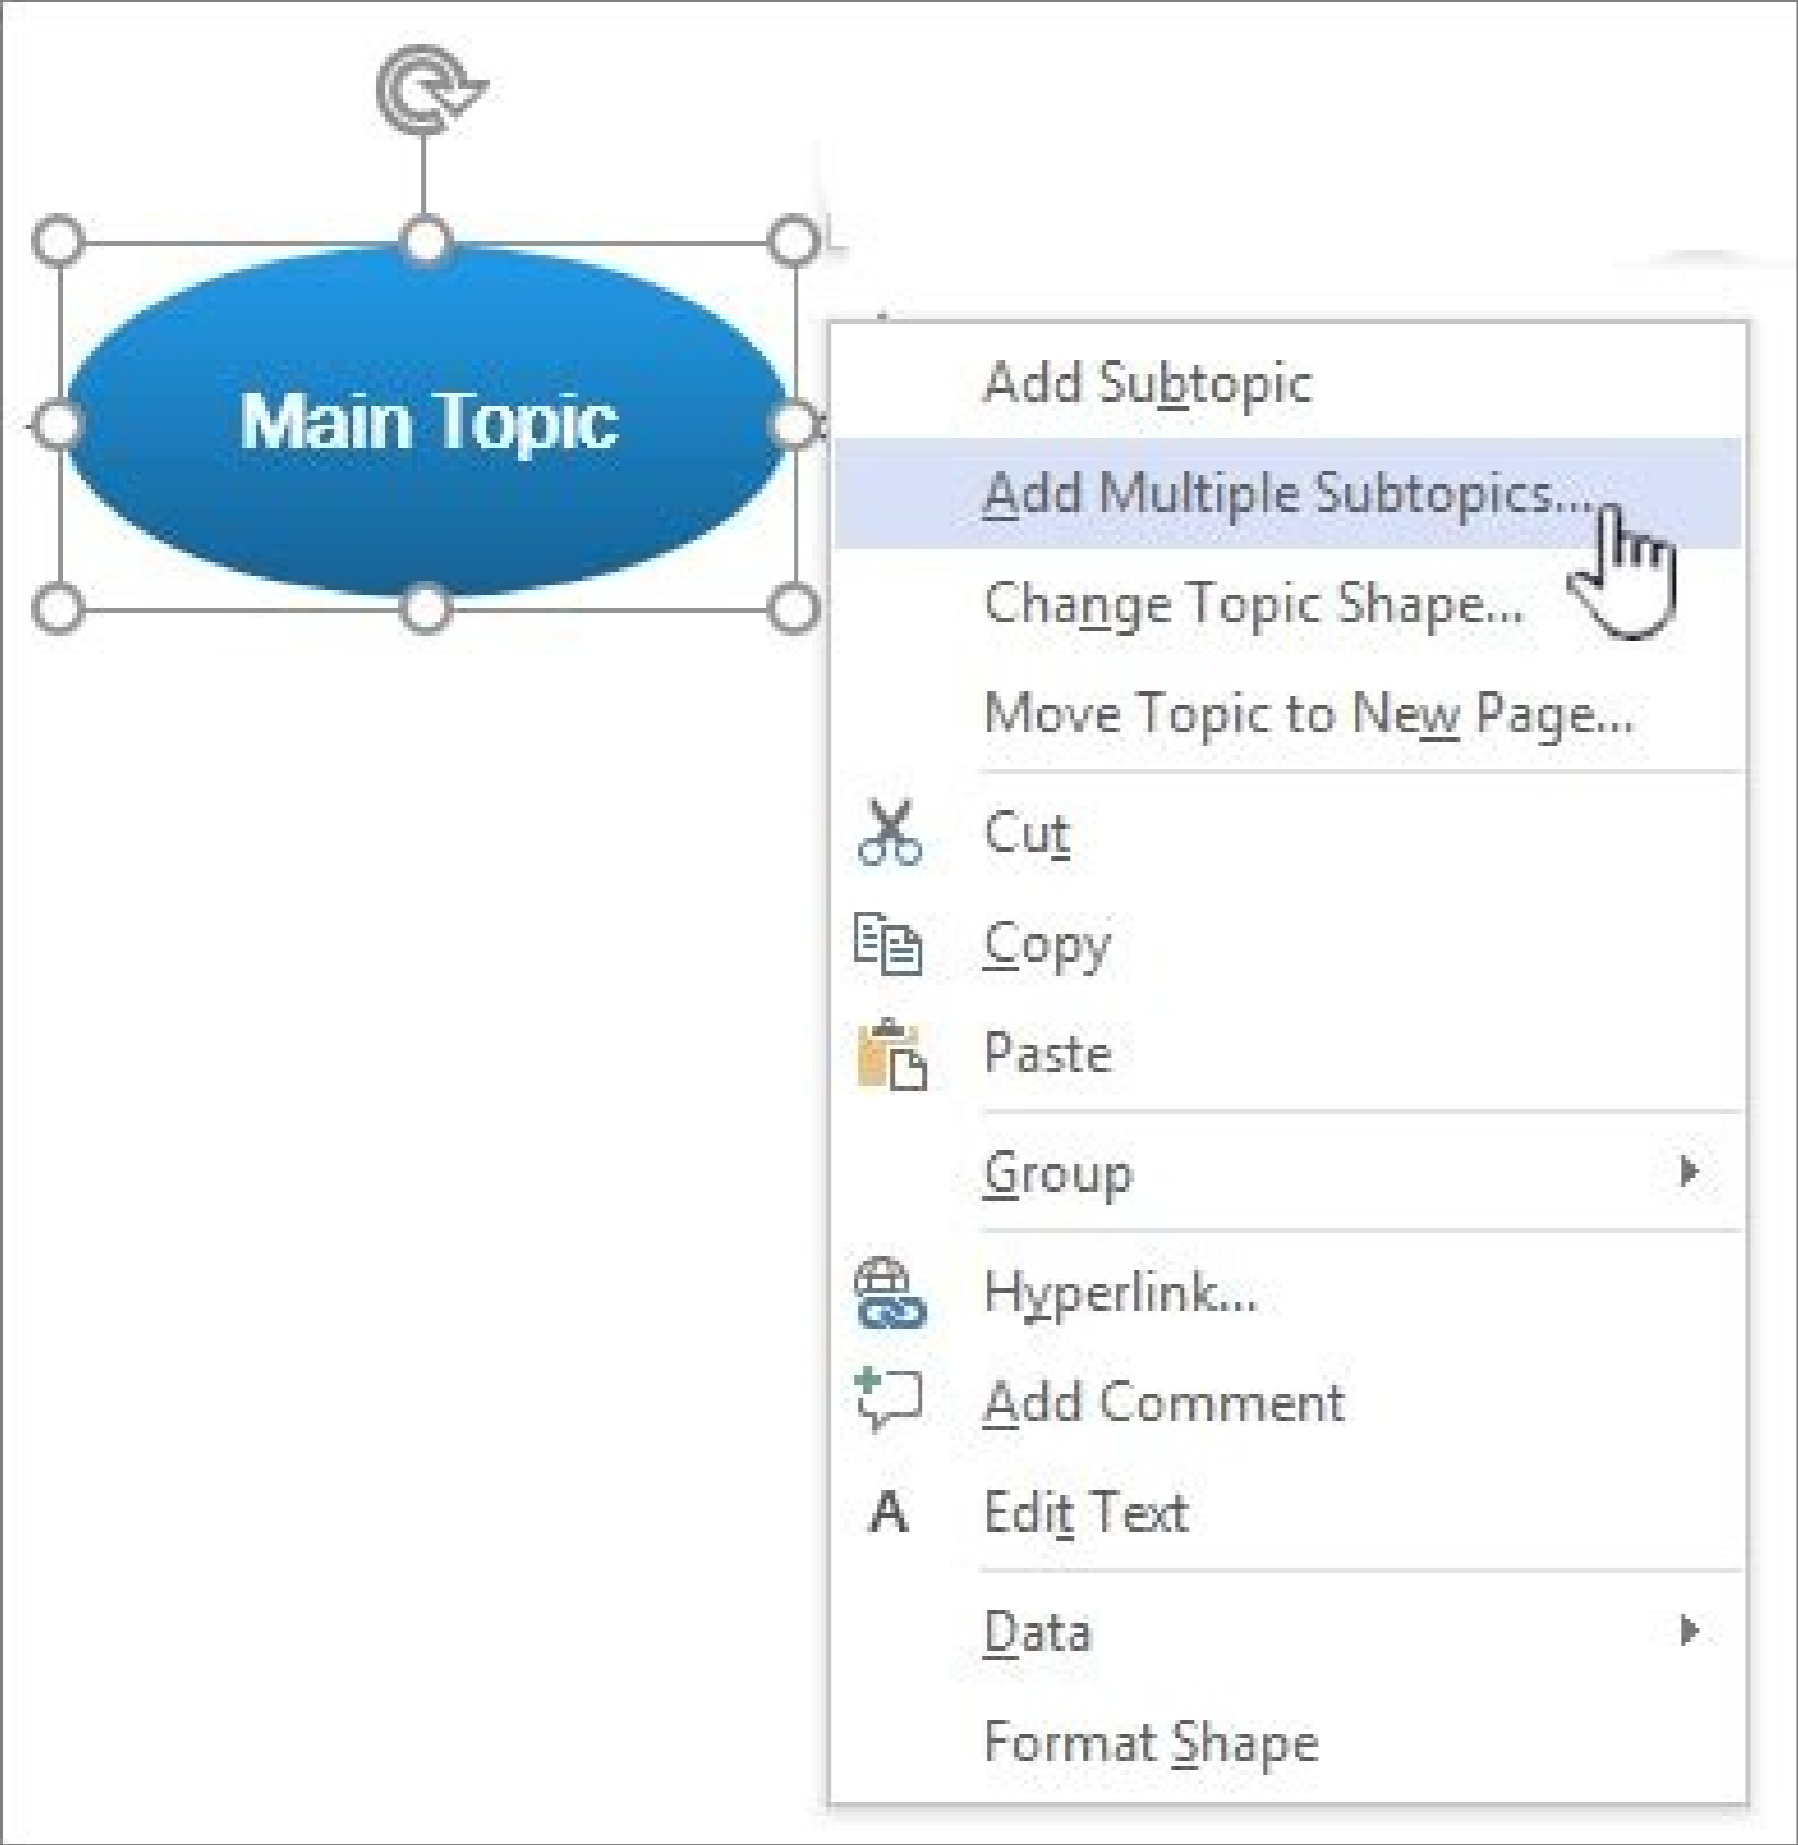 Main Topic
Add Subtopic
Add Multiple Subtopics...
Change Topic Shape...
Move Topic to New Page...
Cut
Copy
Paste
Group
Hyperlink...
Add Comment
A Edit Text
Data
Format Shape